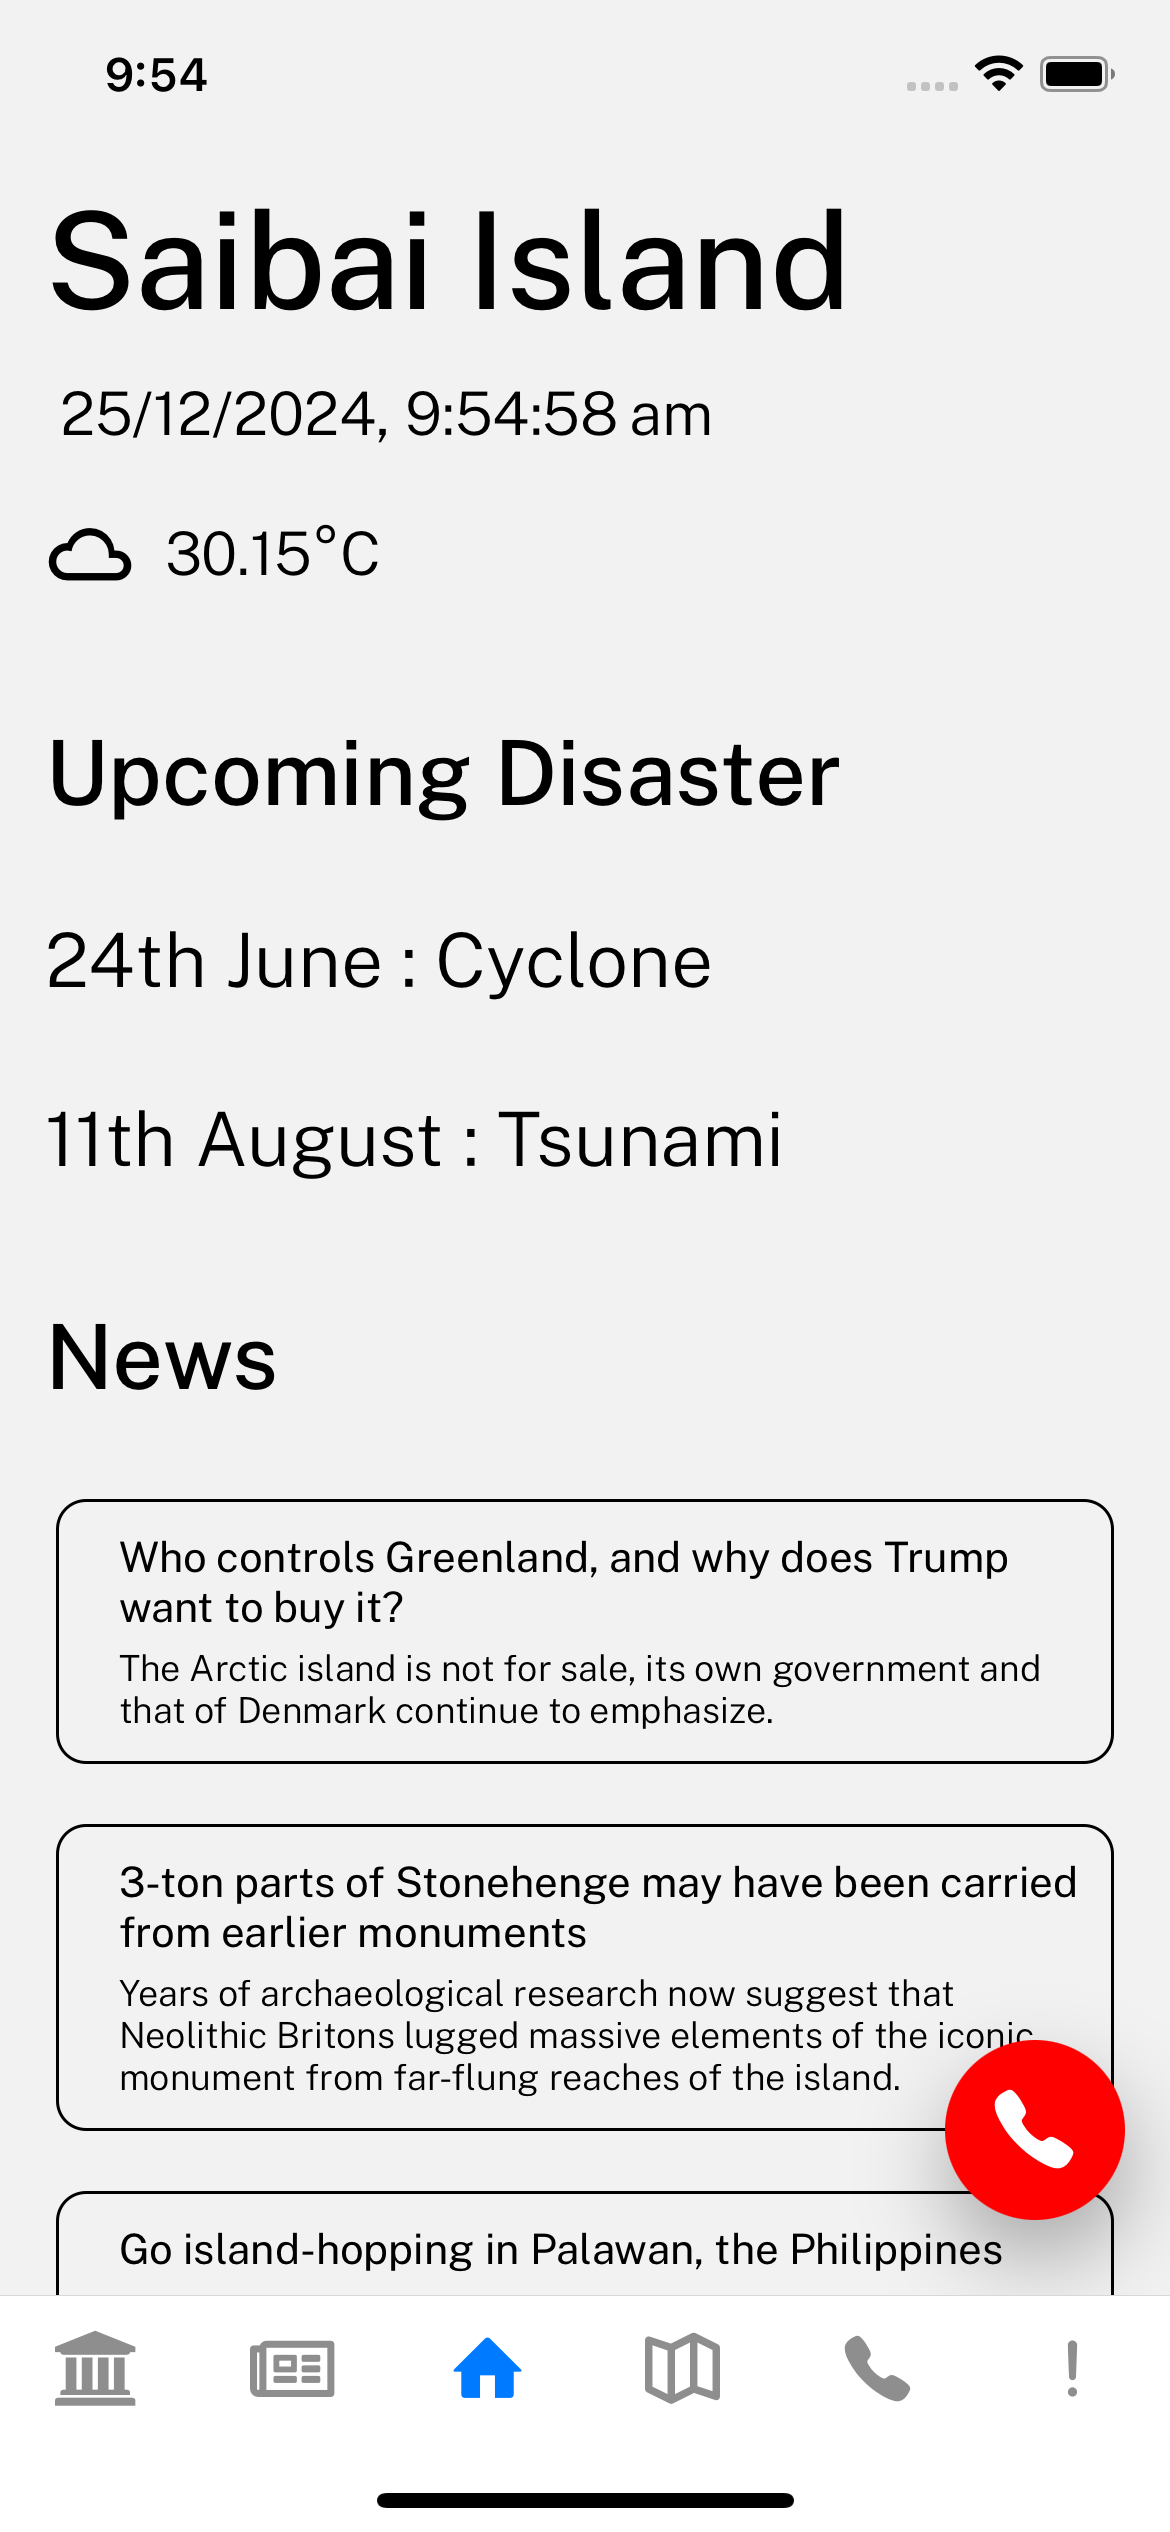 9:54
Saibai Island
25/12/2024, 9:54:58 am
30.15°C
Upcoming Disaster
24th June : Cyclone
11th August : Tsunami
News
Who controls Greenland, and why does Trump
want to buy it?
The Arctic island is not for sale, its own government and
that of Denmark continue to emphasize.
3-ton parts of Stonehenge may have been carried
from earlier monuments
Years of archaeological research now suggest that
Neolithic Britons lugged massive elements of the iconic
monument from far-flung reaches of the island.
Go island-hopping in Palawan, the Philippines